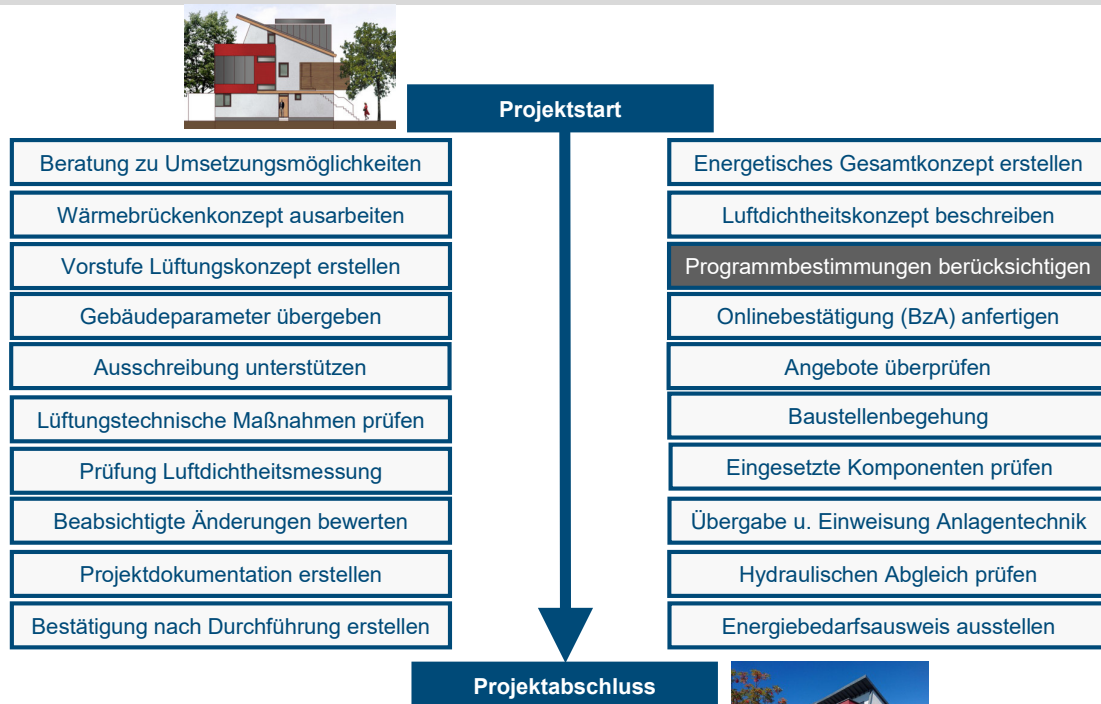 Projektstart
Beratung zu Umsetzungsmöglichkeiten
Energetisches Gesamtkonzept erstellen
Wärmebrückenkonzept ausarbeiten
Luftdichtheitskonzept beschreiben
Vorstufe Lüftungskonzept erstellen
Programmbestimmungen berücksichtigen
Gebäudeparameter übergeben
Onlinebestätigung (BzA) anfertigen
Ausschreibung unterstützen
Angebote überprüfen
Lüftungstechnische Maßnahmen prüfen
Baustellenbegehung
Prüfung Luftdichtheitsmessung
Eingesetzte Komponenten prüfen
Beabsichtigte Änderungen bewerten
Übergabe u. Einweisung Anlagentechnik
Projektdokumentation erstellen
Hydraulischen Abgleich prüfen
Bestätigung nach Durchführung erstellen
Energiebedarfsausweis ausstellen
Projektabschluss